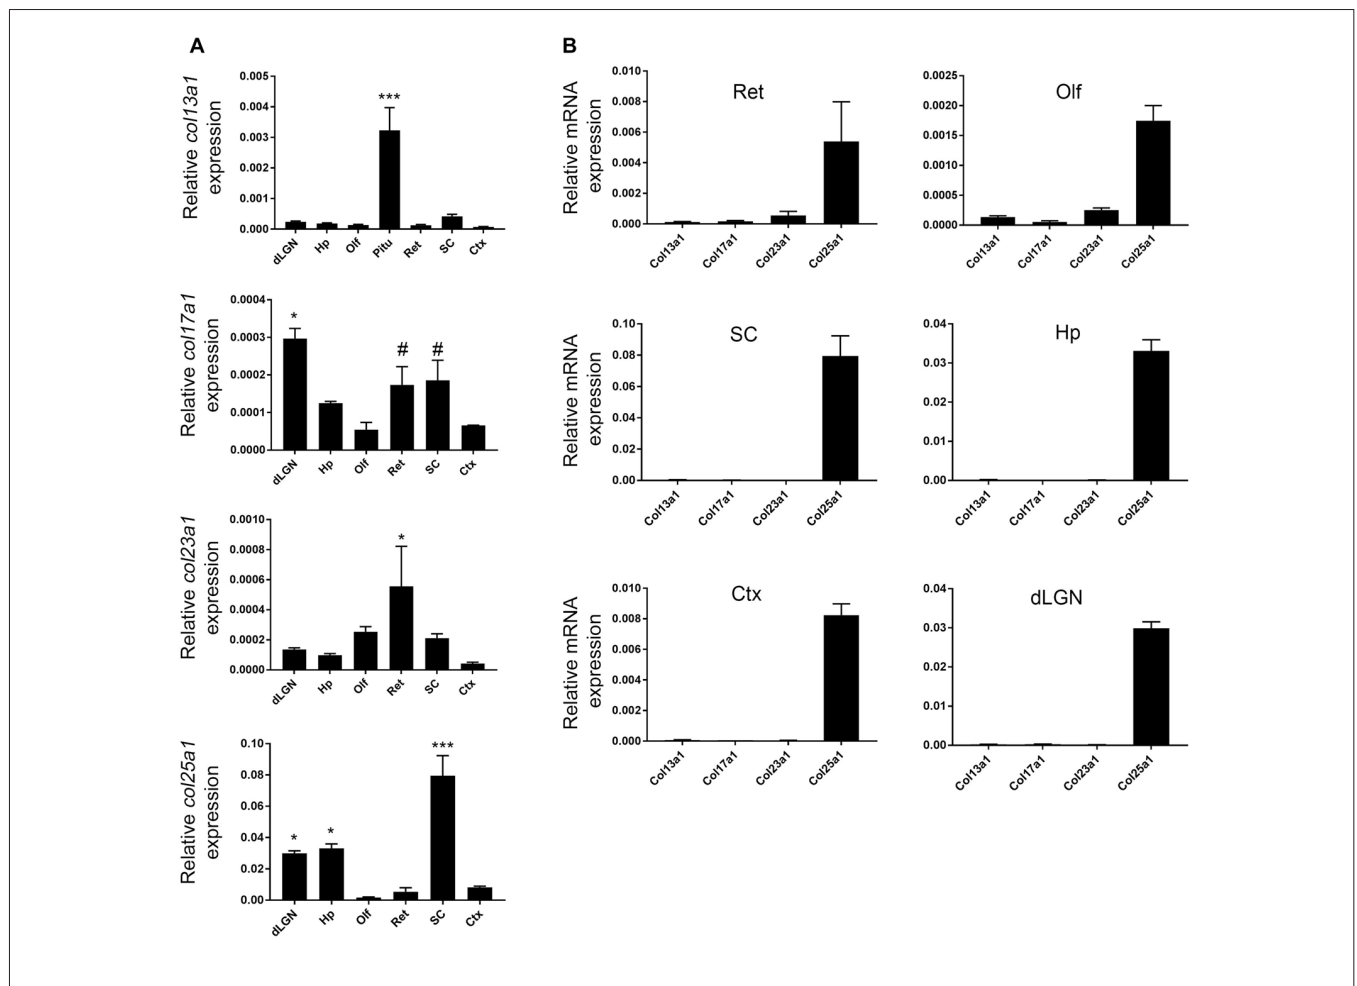 A
Relative col13a1
expression
0.005
0.004
0.003
0.002
0.001
0.000
***
dLGN
Hp
Olf
Pitu
Ret
SC
Ctx
Relative col17a1
expression
0.0004
0.0003
0.0002
0.0001
0.0000
*
#
#
dLGN
Hp
Olf
Ret
SC
Ctx
Relative col23a1
expression
0.0010
0.0008
0.0006
0.0004
0.0002
0.0000
*
dLGN
Hp
Olf
Ret
SC
Ctx
Relative col25a1
expression
0.10
0.08
0.06
0.04
0.02
0.00
*
*
***
dLGN
Hp
Olf
Ret
SC
Ctx
B
Relative mRNA
expression
Ret
0.010
0.008
0.006
0.004
0.002
0.000
Col13a1
Col17a1
Col23a1
Col25a1
Olf
0.0025
0.0020
0.0015
0.0010
0.0005
0.0000
Col13a1
Col17a1
Col23a1
Col25a1
Relative mRNA
expression
SC
0.10
0.08
0.06
0.04
0.02
0.00
Col13a1
Col17a1
Col23a1
Col25a1
Hp
0.04
0.03
0.02
0.01
0.00
Col13a1
Col17a1
Col23a1
Col25a1
Relative mRNA
expression
Ctx
0.010
0.008
0.006
0.004
0.002
0.000
Col13a1
Col17a1
Col23a1
Col25a1
dLGN
0.04
0.03
0.02
0.01
0.00
Col13a1
Col17a1
Col23a1
Col25a1